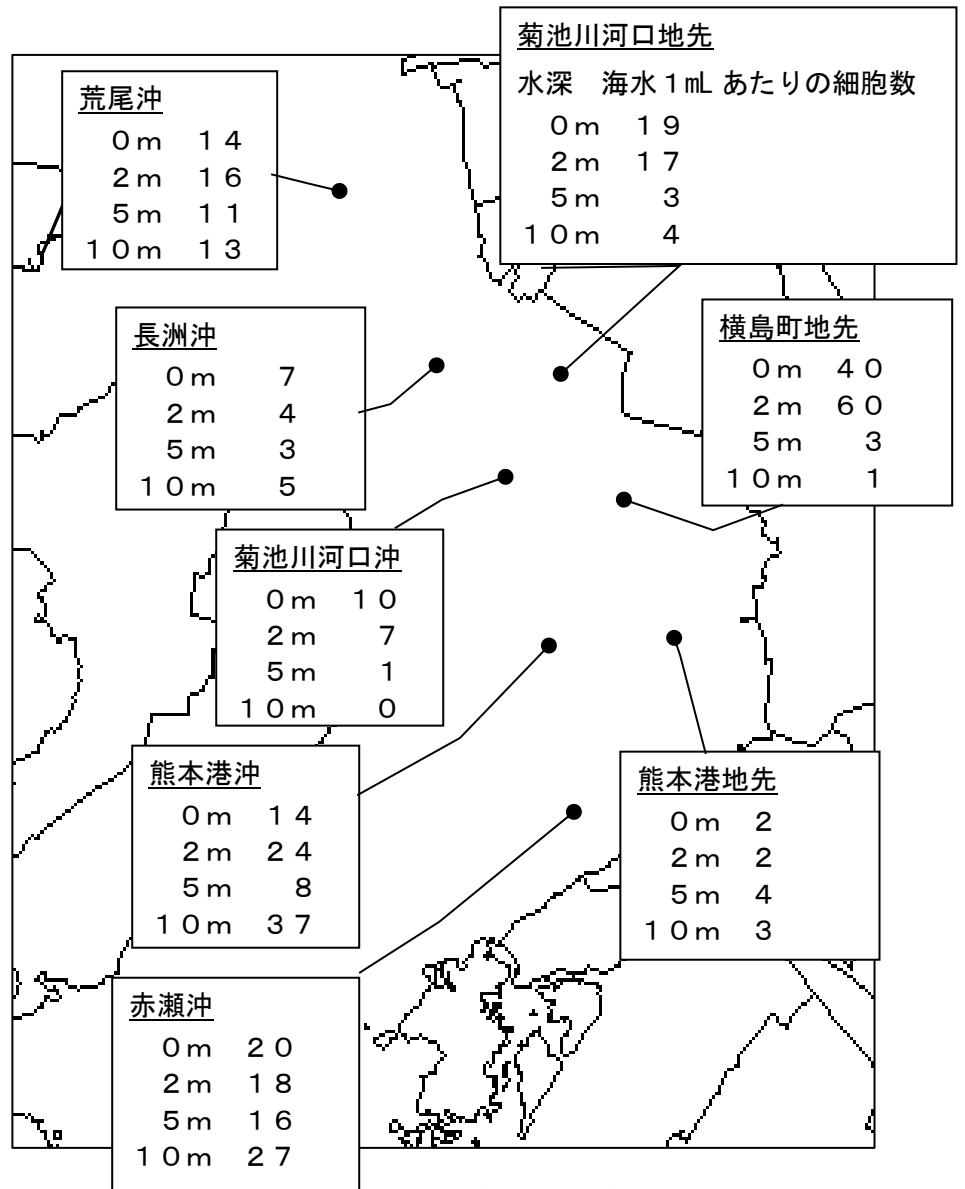 菊池川河口地先
水深　海水１mL あたりの細胞数
０ｍ　１９
２ｍ　１７
５ｍ　３
１０ｍ　４
荒尾沖
０ｍ　１４
２ｍ　１６
５ｍ　１１
１０ｍ　１３
長洲沖
０ｍ　７
２ｍ　４
５ｍ　３
１０ｍ　５
横島町地先
０ｍ　４０
２ｍ　６０
５ｍ　３
１０ｍ　１
菊池川河口沖
０ｍ　１０
２ｍ　７
５ｍ　１
１０ｍ　０
熊本港沖
０ｍ　１４
２ｍ　２４
５ｍ　８
１０ｍ　３７
熊本港地先
０ｍ　２
２ｍ　２
５ｍ　４
１０ｍ　３
赤瀬沖
０ｍ　２０
２ｍ　１８
５ｍ　１６
１０ｍ　２７